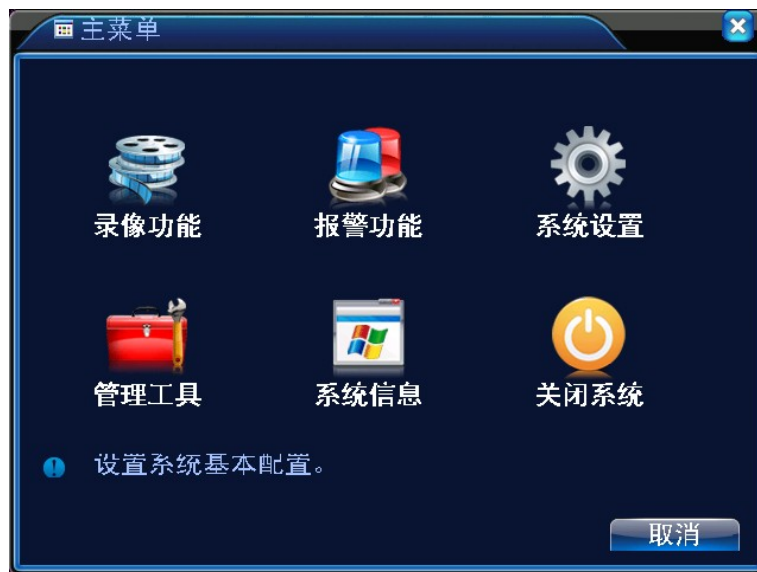 主菜单
录像功能
报警功能
系统设置
管理工具
系统信息
关闭系统
设置系统基本配置。
取消